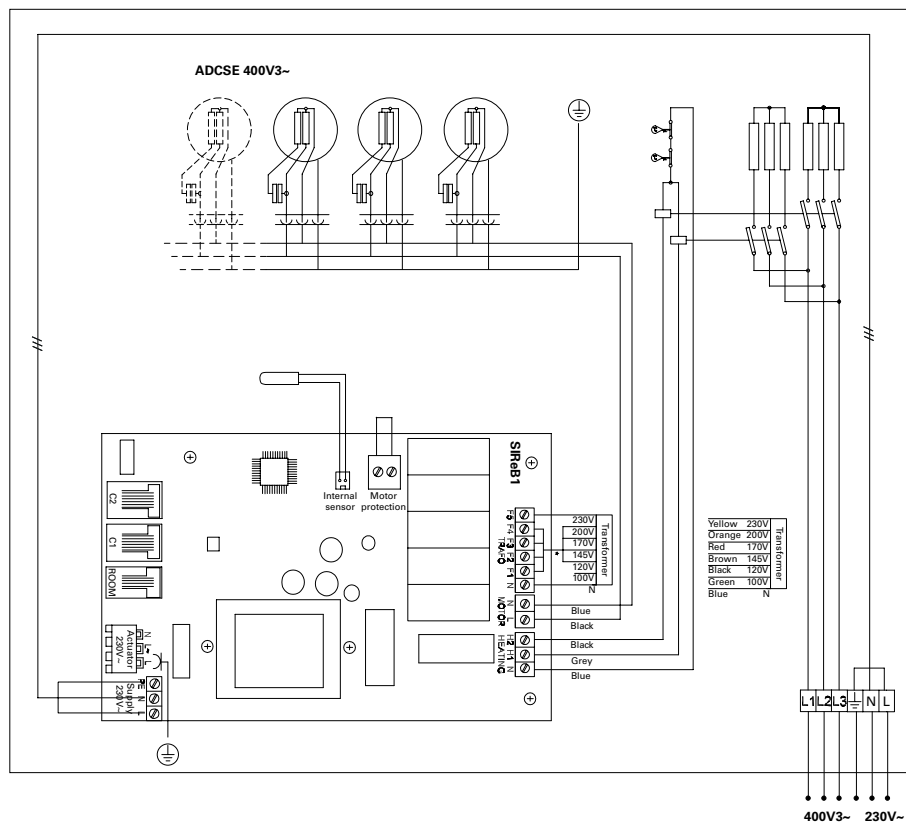 ADCSE 400V3~
SIReB1
C2
C1
ROOM
Internal
sensor
Motor
protection
F5
F4
F3
F2
F1
N
TRAFO
230V
200V
170V
145V
120V
100V
N
Transformer
*
Yellow 230V
Orange 200V
Red 170V
Brown 145V
Black 120V
Green 100V
Blue N
Transformer
N
L
MOTOR
Blue
Black
H2
H1
N
HEATING
Black
Grey
Blue
N
L
Actuator
230V~
PE
N
L
Supply
230V~
L1 L2 L3 N L
400V3~ 230V~